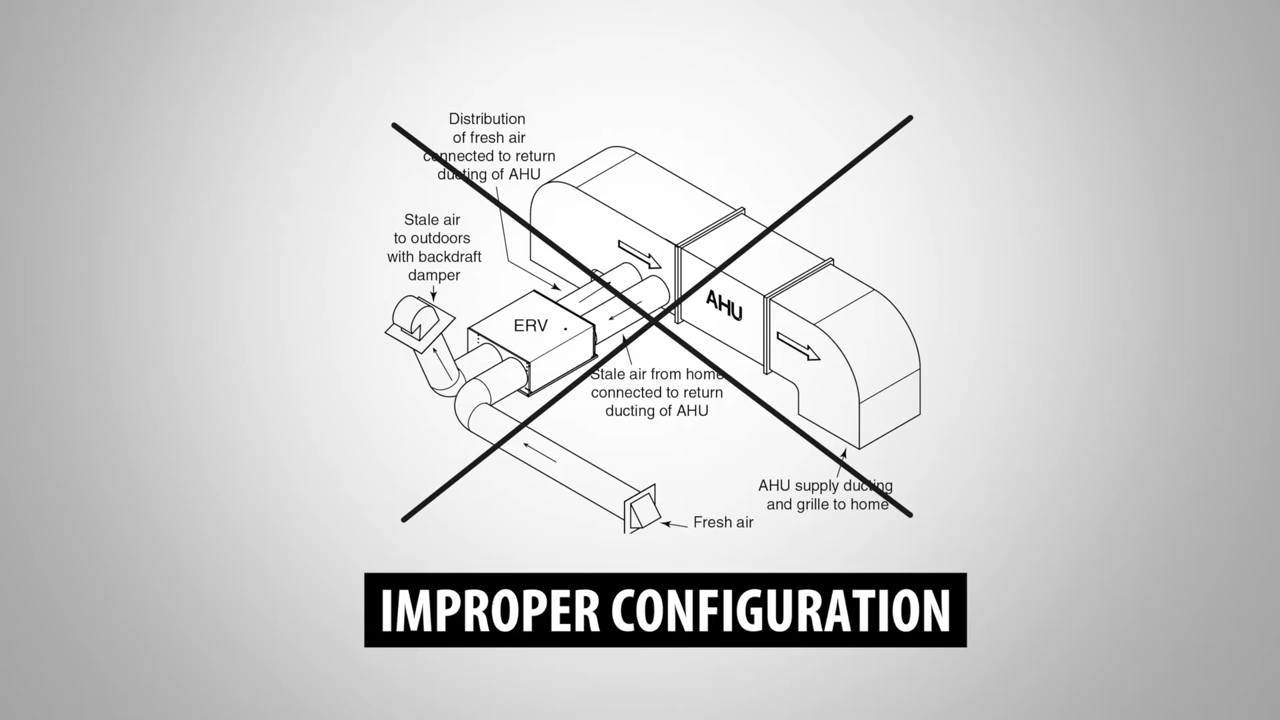 Distribution
of fresh air
connected to return
ducting of AHU
Stale air
to outdoors
with backdraft
damper
ERV
AHU
Stale air from home
connected to return
ducting of AHU
AHU supply ducting
and grille to home
Fresh air
IMPROPER CONFIGURATION